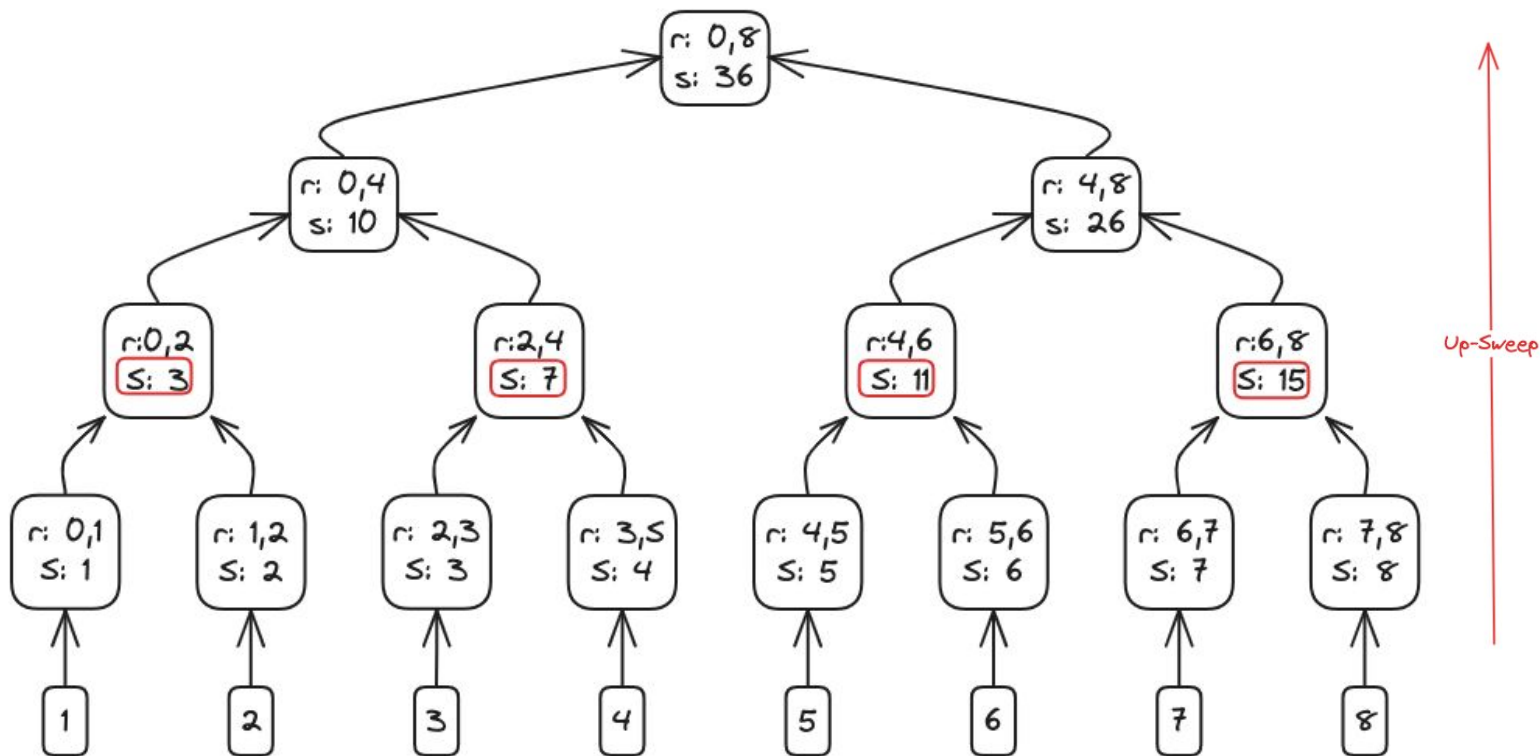 r: 0,8
s: 36
r: 0,4
s: 10
r: 4,8
s: 26
r:0,2
S: 3
r:2,4
S: 7
r:4,6
S: 11
r:6,8
S: 15
Up-Sweep
r: 0,1
S: 1
r: 1,2
S: 2
r: 2,3
S: 3
r: 3,5
S: 4
r: 4,5
S: 5
r: 5,6
S: 6
r: 6,7
S: 7
r: 7,8
S: 8
1
2
3
4
5
6
7
8